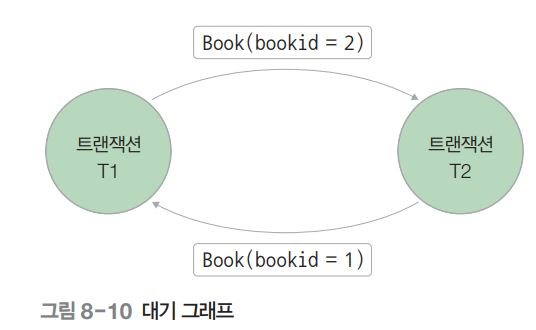 Book(bookid = 2)
트랜잭션
T1
트랜잭션
T2
Book(bookid = 1)
그림 8-10 대기 그래프